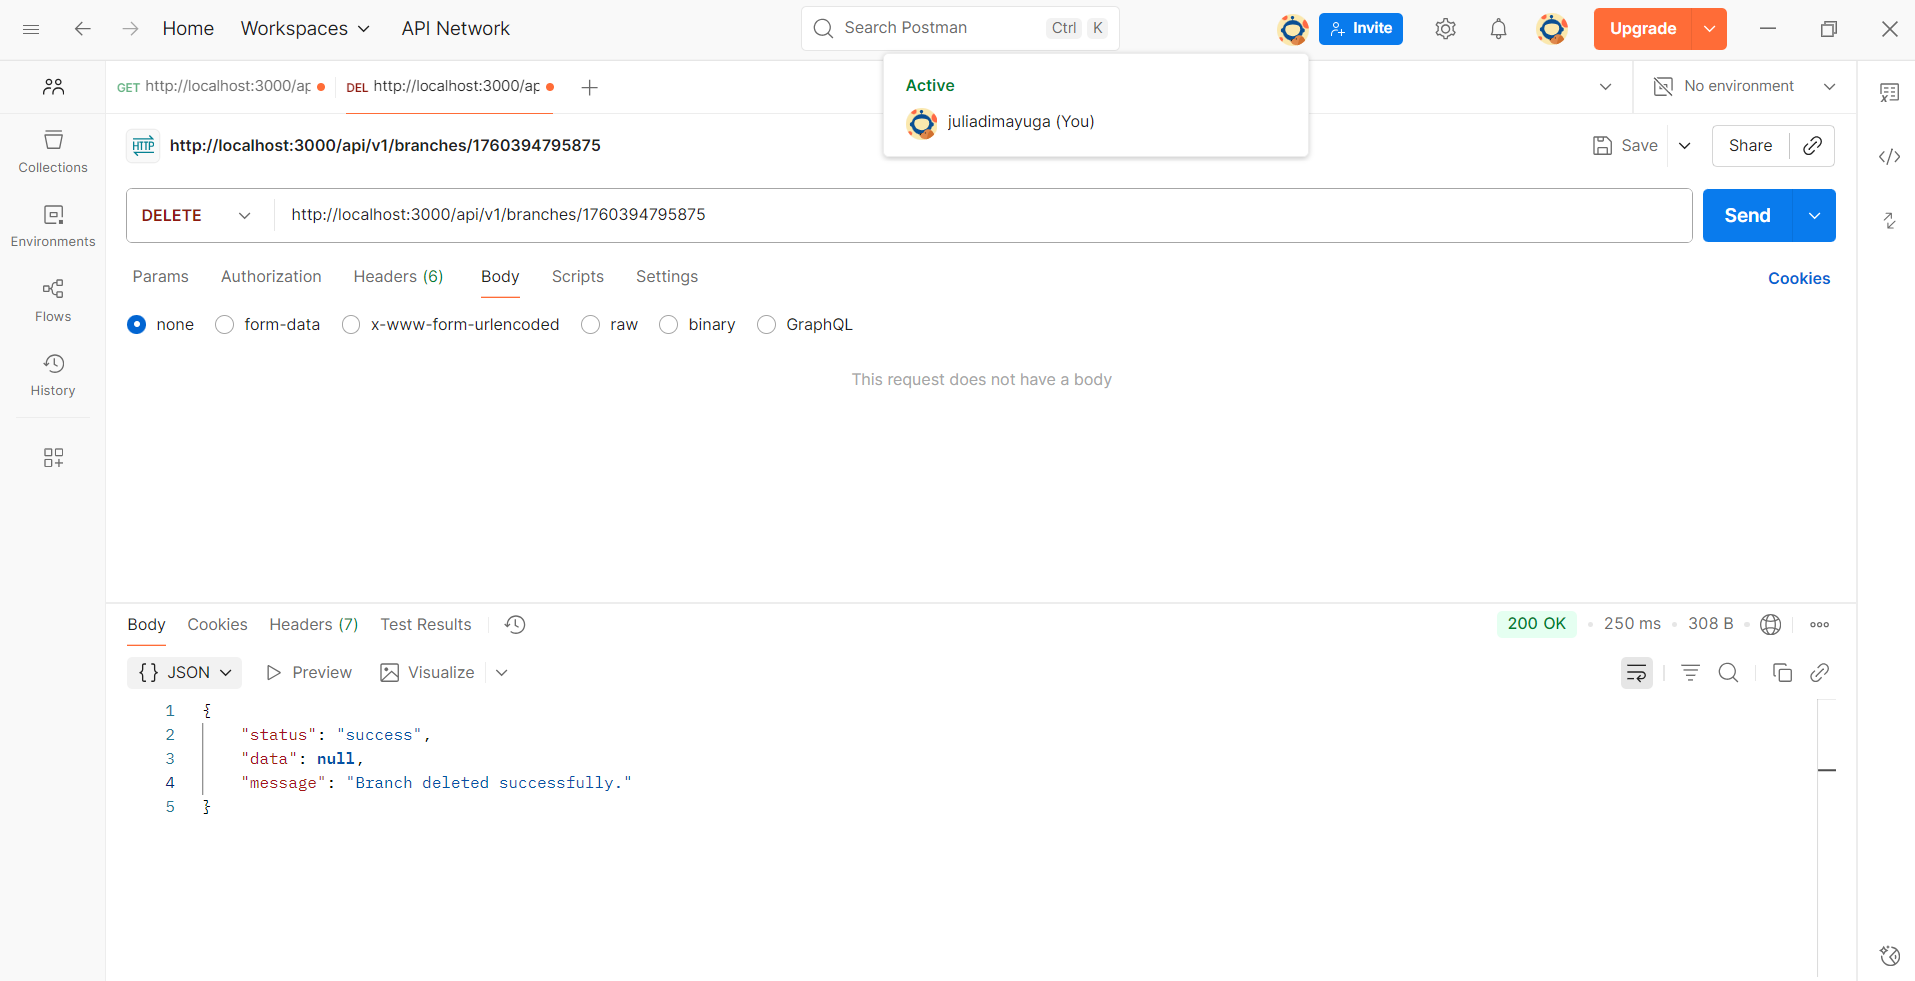 Home Workspaces API Network Search Postman Ctrl K Invite Upgrade
GET http://localhost:3000/ap DEL http://localhost:3000/ap No environment
Active
juliadimayuga (You)
HTTP http://localhost:3000/api/v1/branches/1760394795875 Save Share
Collections
DELETE http://localhost:3000/api/v1/branches/1760394795875 Send
Environments
Params Authorization Headers (6) Body Scripts Settings Cookies
Flows
none form-data x-www-form-urlencoded raw binary GraphQL
History
This request does not have a body
Body Cookies Headers (7) Test Results 200 OK 250 ms 308 B
{} JSON Preview Visualize
1 {
2 "status": "success",
3 "data": null,
4 "message": "Branch deleted successfully."
5 }